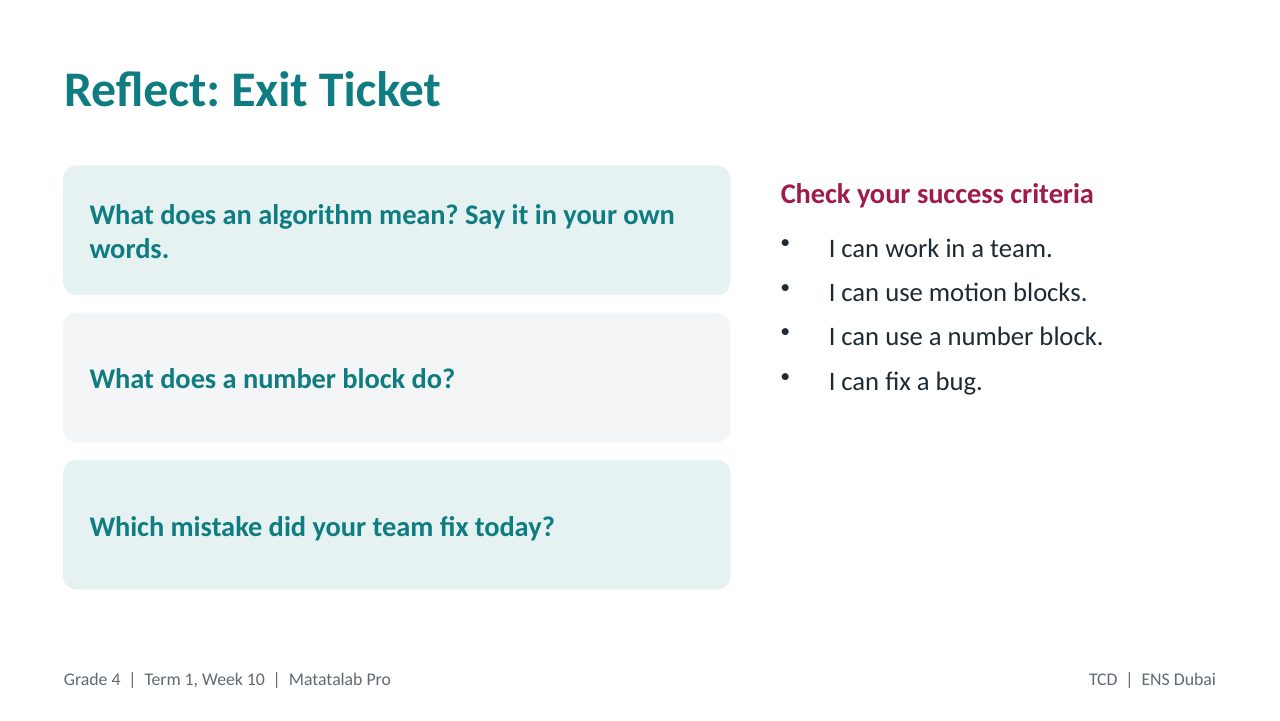 Reflect: Exit Ticket
What does an algorithm mean? Say it in your own
words.
What does a number block do?
Which mistake did your team fix today?
Check your success criteria
• I can work in a team.
• I can use motion blocks.
• I can use a number block.
• I can fix a bug.
Grade 4 | Term 1, Week 10 | Matatalab Pro
TCD | ENS Dubai